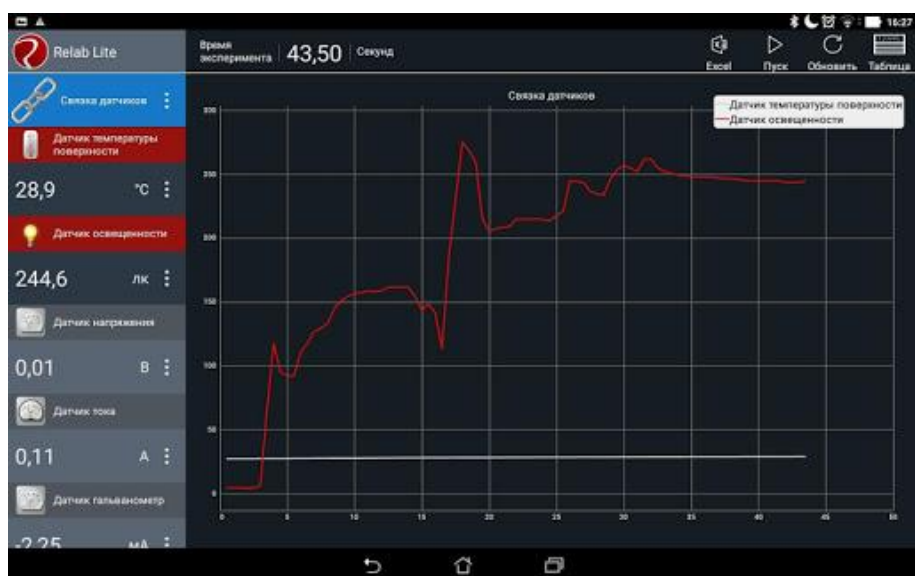 16:27
Relab Lite
Время
эксперимента
43,50
Секунд
Excel
Пуск
Обновить
Таблица
Связка датчиков
Датчик температуры
поверхности
28,9 °C
Датчик освещенности
244,6 лк
Датчик напряжения
0,01 В
Датчик тока
0,11 А
Датчик гальванометр
-2,25 мА
Связка датчиков
Датчик температуры поверхности
Датчик освещенности
300
250
200
150
100
50
0
0 5 10 15 20 25 30 35 40 45 50